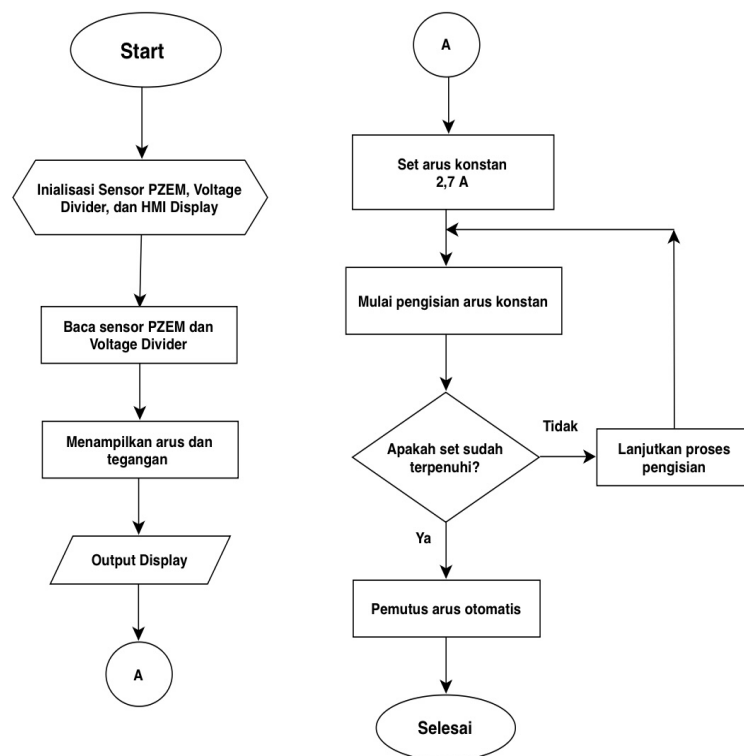 Start
Inialisasi Sensor PZEM, Voltage
Divider, dan HMI Display
Baca sensor PZEM dan
Voltage Divider
Menampilkan arus dan
tegangan
Output Display
A
A
Set arus konstan
2,7 A
Mulai pengisian arus konstan
Apakah set sudah
terpenuhi?
Tidak
Lanjutkan proses
pengisian
Ya
Pemutus arus otomatis
Selesai